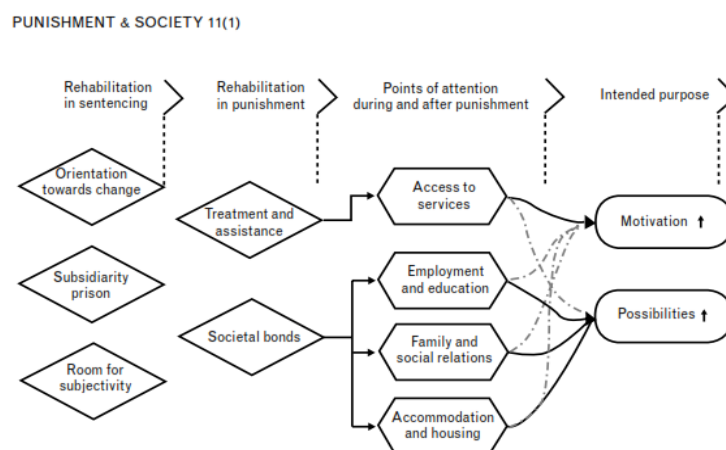 PUNISHMENT & SOCIETY 11(1)
Rehabilitation
in sentencing
Rehabilitation
in punishment
Points of attention
during and after punishment
Intended purpose
Orientation
towards change
Subsidiarity
prison
Room for
subjectivity
Treatment and
assistance
Societal bonds
Access to
services
Employment
and education
Family and
social relations
Accommodation
and housing
Motivation ↑
Possibilities ↑